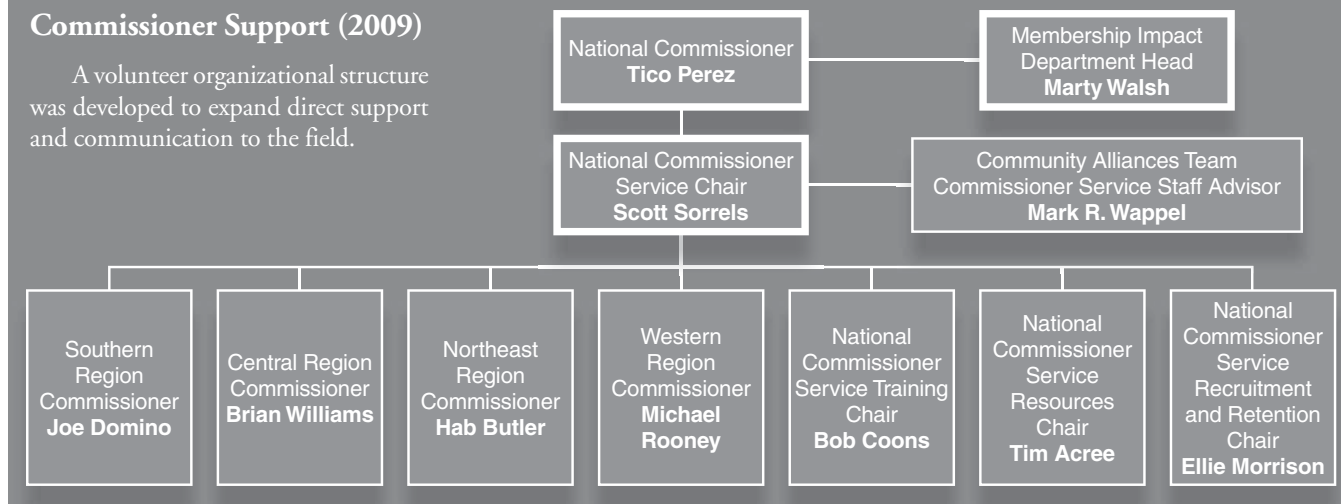 Commissioner Support (2009)
A volunteer organizational structure
was developed to expand direct support
and communication to the field.
National Commissioner
Tico Perez
Membership Impact
Department Head
Marty Walsh
National Commissioner
Service Chair
Scott Sorrels
Community Alliances Team
Commissioner Service Staff Advisor
Mark R. Wappel
Southern
Region
Commissioner
Joe Domino
Central Region
Commissioner
Brian Williams
Northeast
Region
Commissioner
Hab Butler
Western
Region
Commissioner
Michael
Rooney
National
Commissioner
Service Training
Chair
Bob Coons
National
Commissioner
Service
Resources
Chair
Tim Acree
National
Commissioner
Service
Recruitment
and Retention
Chair
Ellie Morrison